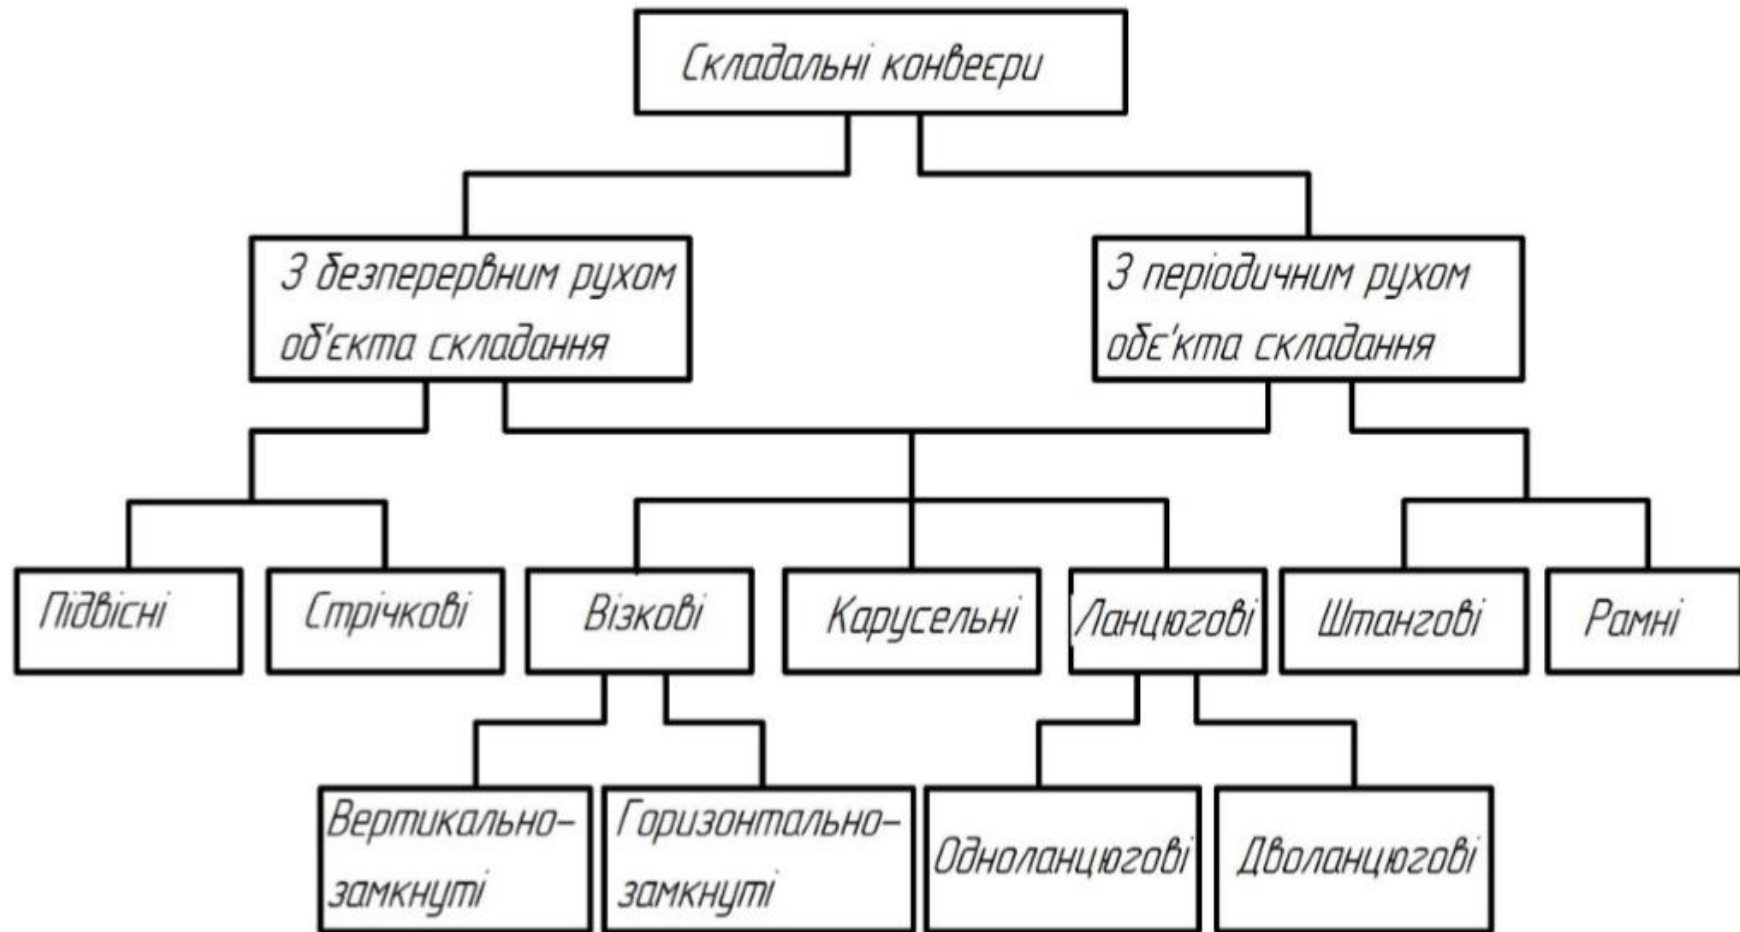 Складальні конвеєри
З безперервним рухом
об'єкта складання
З періодичним рухом
обє'кта складання
Підвісні
Стрічкові
Візкові
Карусельні
Ланцюгові
Штангові
Рамні
Вертикально-
замкнуті
Горизонтально-
замкнуті
Одноланцюгові
Дволанцюгові